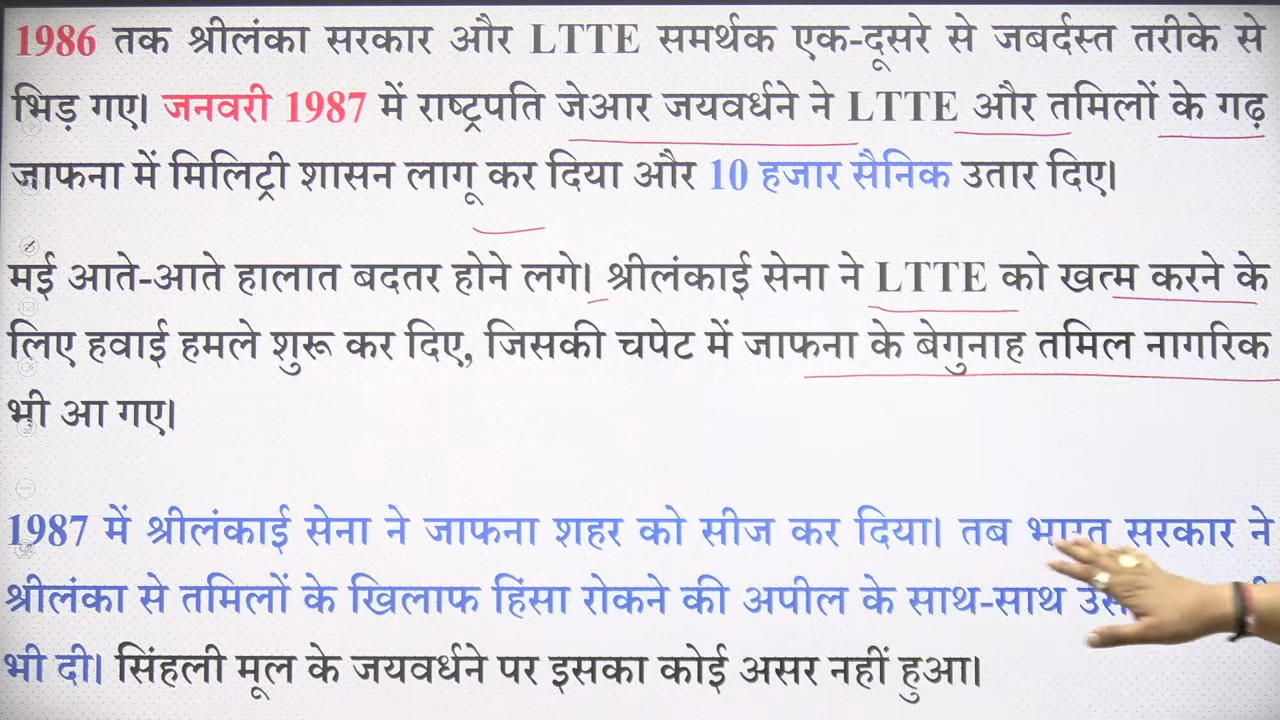 1986 तक श्रीलंका सरकार और LTTE समर्थक एक-दूसरे से जबर्दस्त तरीके से
भिड़ गए। जनवरी 1987 में राष्ट्रपति जेआर जयवर्धने ने LTTE और तमिलों के गढ़
जाफना में मिलिट्री शासन लागू कर दिया और 10 हजार सैनिक उतार दिए।
मई आते-आते हालात बदतर होने लगे। श्रीलंकाई सेना ने LTTE को खत्म करने के
लिए हवाई हमले शुरू कर दिए, जिसकी चपेट में जाफना के बेगुनाह तमिल नागरिक
भी आ गए।
1987 में श्रीलंकाई सेना ने जाफना शहर को सीज कर दिया। तब भारत सरकार ने
श्रीलंका से तमिलों के खिलाफ हिंसा रोकने की अपील के साथ-साथ
भी दी। सिंहली मूल के जयवर्धने पर इसका कोई असर नहीं हुआ।